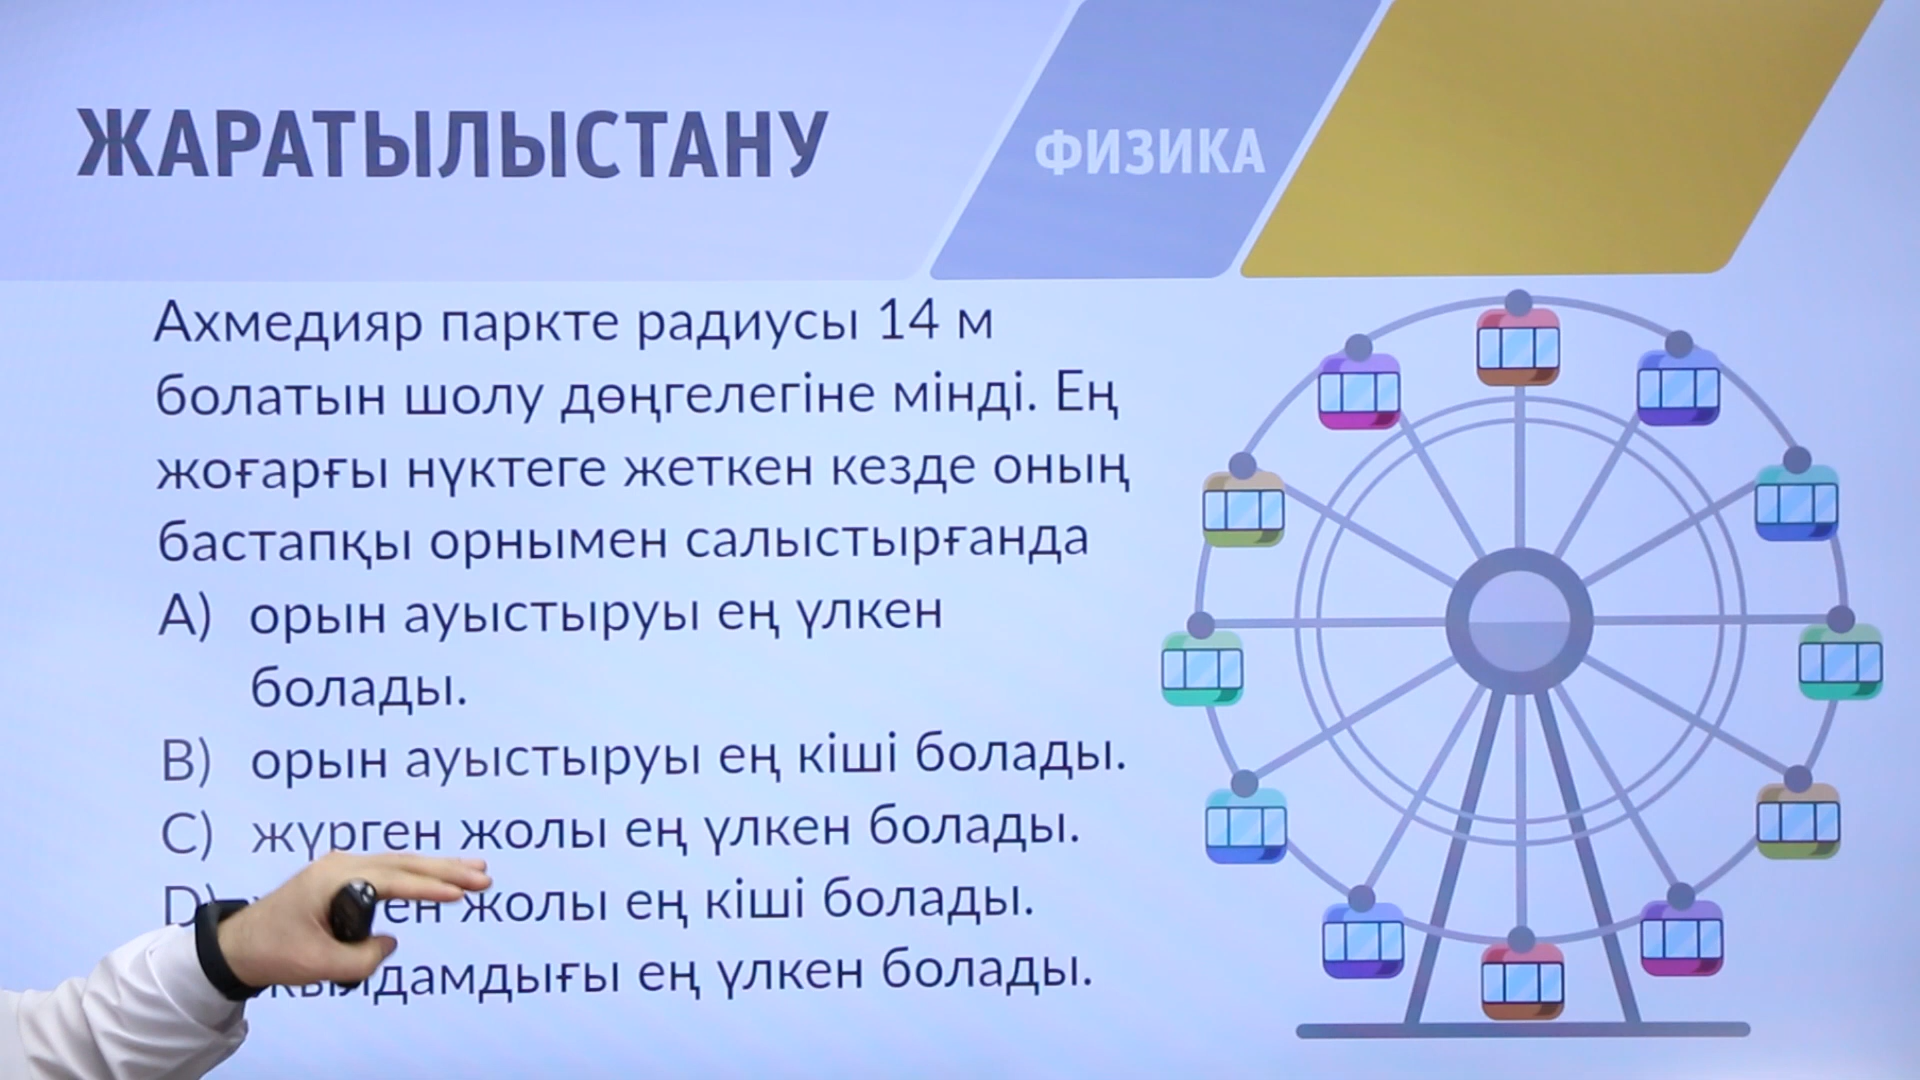 ЖАРАТЫЛЫСТАНУ
ФИЗИКА
Ахмедияр паркте радиусы 14 м
болатын шолу дөңгелегіне мінді. Ең
жоғарғы нүктеге жеткен кезде оның
бастапқы орнымен салыстырғанда
A) орын ауыстыруы ең үлкен
болады.
B) орын ауыстыруы ең кіші болады.
C) жүрген жолы ең үлкен болады.
D) жолы ең кіші болады.
ең үлкен болады.